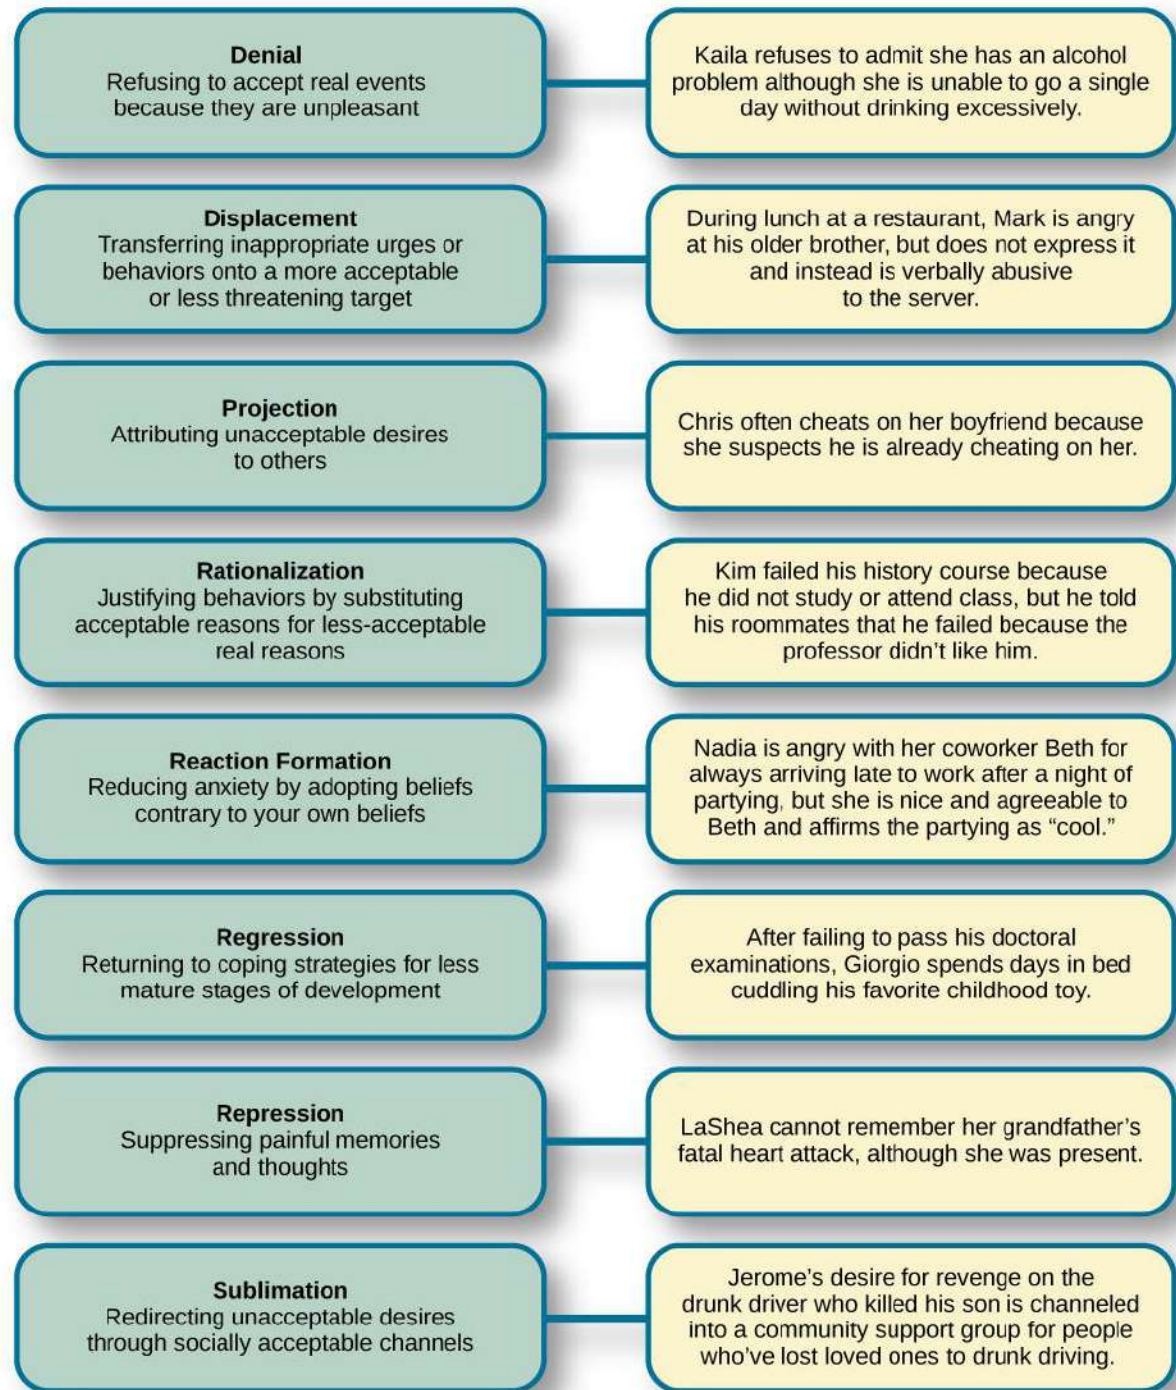 Denial
Refusing to accept real events
because they are unpleasant
Kaila refuses to admit she has an alcohol
problem although she is unable to go a single
day without drinking excessively.
Displacement
Transferring inappropriate urges or
behaviors onto a more acceptable
or less threatening target
During lunch at a restaurant, Mark is angry
at his older brother, but does not express it
and instead is verbally abusive
to the server.
Projection
Attributing unacceptable desires
to others
Chris often cheats on her boyfriend because
she suspects he is already cheating on her.
Rationalization
Justifying behaviors by substituting
acceptable reasons for less-acceptable
real reasons
Kim failed his history course because
he did not study or attend class, but he told
his roommates that he failed because the
professor didn’t like him.
Reaction Formation
Reducing anxiety by adopting beliefs
contrary to your own beliefs
Nadia is angry with her coworker Beth for
always arriving late to work after a night of
partying, but she is nice and agreeable to
Beth and affirms the partying as “cool.”
Regression
Returning to coping strategies for less
mature stages of development
After failing to pass his doctoral
examinations, Giorgio spends days in bed
cuddling his favorite childhood toy.
Repression
Suppressing painful memories
and thoughts
LaShea cannot remember her grandfather’s
fatal heart attack, although she was present.
Sublimation
Redirecting unacceptable desires
through socially acceptable channels
Jerome’s desire for revenge on the
drunk driver who killed his son is channeled
into a community support group for people
who’ve lost loved ones to drunk driving.